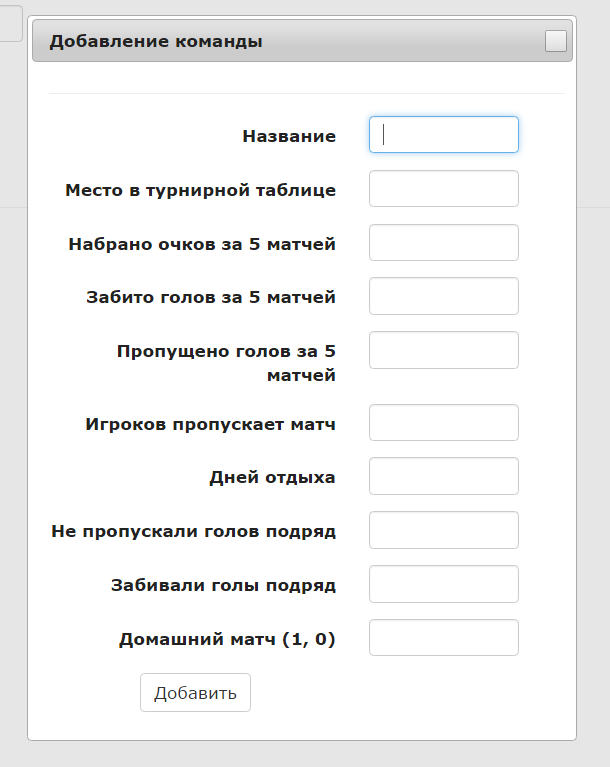 Добавление команды
Название
Место в турнирной таблице
Набрано очков за 5 матчей
Забито голов за 5 матчей
Пропущено голов за 5
матчей
Игроков пропускает матч
Дней отдыха
Не пропускали голов подряд
Забивали голы подряд
Домашний матч (1, 0)
Добавить